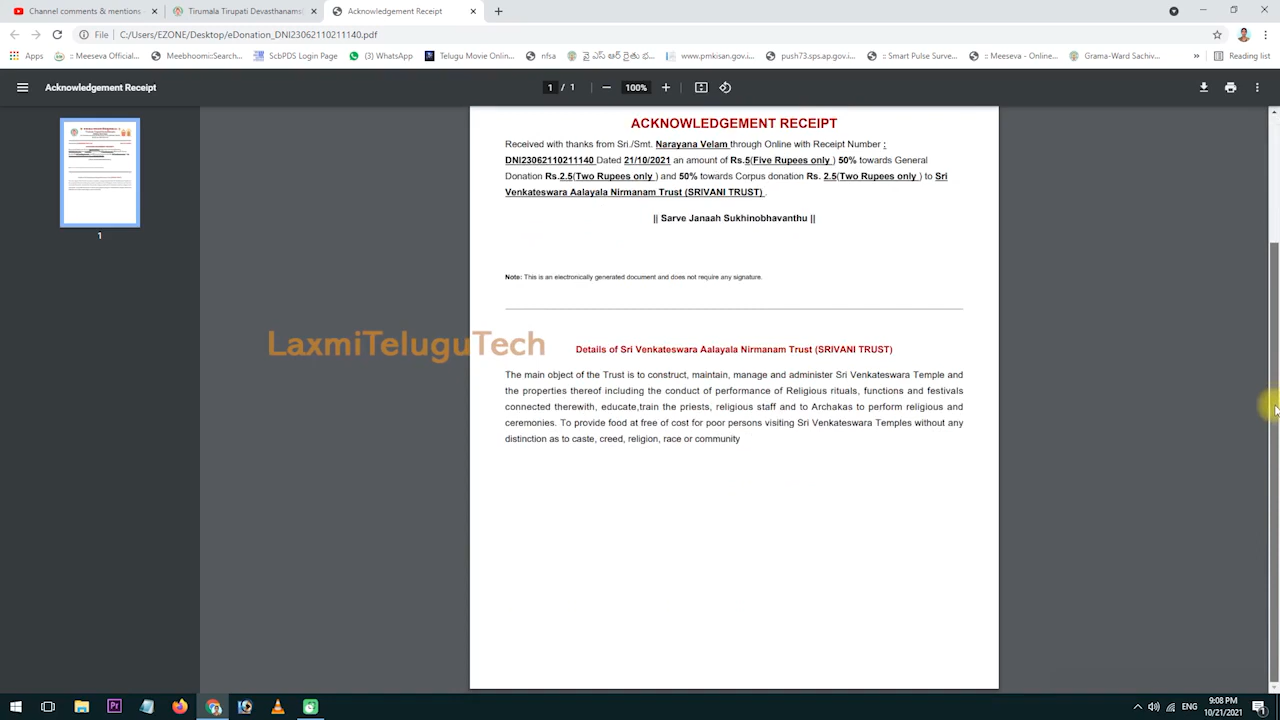 Channel comments & mentions
Tirumala Tirupati Devasthanams
Acknowledgement Receipt
File
C:/Users/EZONE/eDonation_DNI23062110211140.pdf
Apps
:: Meeseva Official...
Meebhoomi::Search...
ScbPDS Login Page
(3) WhatsApp
Telugu Movie Onlin...
nfsa
వై ఎస్ ఆర్ రైతు భ...
www.pmkisan.gov.i...
push73.sps.ap.gov.i...
:: Smart Pulse Surve...
:: Meeseva - Online...
Grama-Ward Sachiv...
»
Reading list
Acknowledgement Receipt
1 / 1
100%
1
ACKNOWLEDGEMENT RECEIPT
Received with thanks from Sri./Smt. Narayana Velam through Online with Receipt Number :
DNI23062110211140 Dated 21/10/2021 an amount of Rs.5(Five Rupees only ) 50% towards General
Donation Rs.2.5(Two Rupees only ) and 50% towards Corpus donation Rs. 2.5(Two Rupees only ) to Sri
Venkateswara Aalayala Nirmanam Trust (SRIVANI TRUST) .
|| Sarve Janaah Sukhinobhavanthu ||
Note: This is an electronically generated document and does not require any signature.
LaxmiTeluguTech
Details of Sri Venkateswara Aalayala Nirmanam Trust (SRIVANI TRUST)
The main object of the Trust is to construct, maintain, manage and administer Sri Venkateswara Temple and
the properties thereof including the conduct of performance of Religious rituals, functions and festivals
connected therewith, educate,train the priests, religious staff and to Archakas to perform religious and
ceremonies. To provide food at free of cost for poor persons visiting Sri Venkateswara Temples without any
distinction as to caste, creed, religion, race or community
Pr
ENG
9:08 PM
10/21/2021